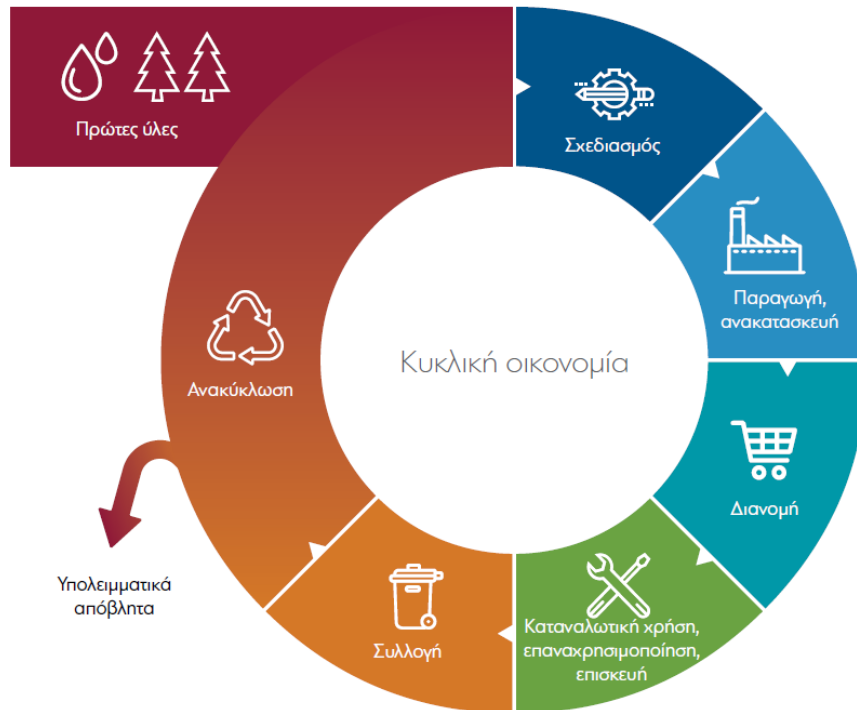 Πρώτες ύλες
Σχεδιασμός
Παραγωγή,
ανακατασκευή
Διανομή
Καταναλωτική χρήση,
επαναχρησιμοποίηση,
επισκευή
Συλλογή
Ανακύκλωση
Υπολειμματικά
απόβλητα
Κυκλική οικονομία